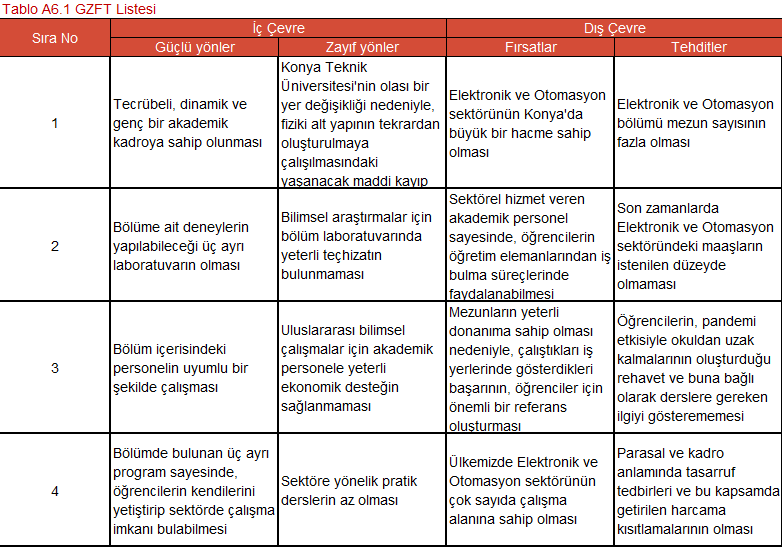 Tablo A6.1 GZFT Listesi
Sıra No
İç Çevre
Dış Çevre
Güçlü yönler
Zayıf yönler
Fırsatlar
Tehditler
1
Tecrübeli, dinamik ve
genç bir akademik
kadroya sahip olunması
Konya Teknik
Üniversitesi'nin olası bir
yer değişikliği nedeniyle,
fiziki alt yapının tekrardan
oluşturulmaya
çalışılmasındaki
yaşanacak maddi kayıp
Elektronik ve Otomasyon
sektörünün Konya'da
büyük bir hacme sahip
olması
Elektronik ve Otomasyon
bölümü mezun sayısının
fazla olması
2
Bölüme ait deneylerin
yapılabileceği üç ayrı
laboratuvarın olması
Bilimsel araştırmalar için
bölüm laboratuvarında
yeterli teçhizatın
bulunmaması
Sektörel hizmet veren
akademik personel
sayesinde, öğrencilerin
öğretim elemanlarından iş
bulma süreçlerinde
faydalanabilmesi
Son zamanlarda
Elektronik ve Otomasyon
sektöründeki maaşların
istenilen düzeyde
olmaması
3
Bölüm içerisindeki
personelin uyumlu bir
şekilde çalışması
Uluslararası bilimsel
çalışmalar için akademik
personele yeterli
ekonomik desteğin
sağlanmaması
Mezunların yeterli
donanıma sahip olması
nedeniyle, çalıştıkları iş
yerlerinde gösterdikleri
başarının, öğrenciler için
önemli bir referans
oluşturması
Öğrencilerin, pandemi
etkisiyle okuldan uzak
kalmalarının oluşturduğu
rehavet ve buna bağlı
olarak derslere gereken
ilgiyi gösterememesi
4
Bölümde bulunan üç ayrı
program sayesinde,
öğrencilerin kendilerini
yetiştirip sektörde çalışma
imkanı bulabilmesi
Sektöre yönelik pratik
derslerin az olması
Ülkemizde Elektronik ve
Otomasyon sektörünün
çok sayıda çalışma
alanına sahip olması
Parasal ve kadro
anlamında tasarruf
tedbirleri ve bu kapsamda
getirilen harcama
kısıtlamalarının olması